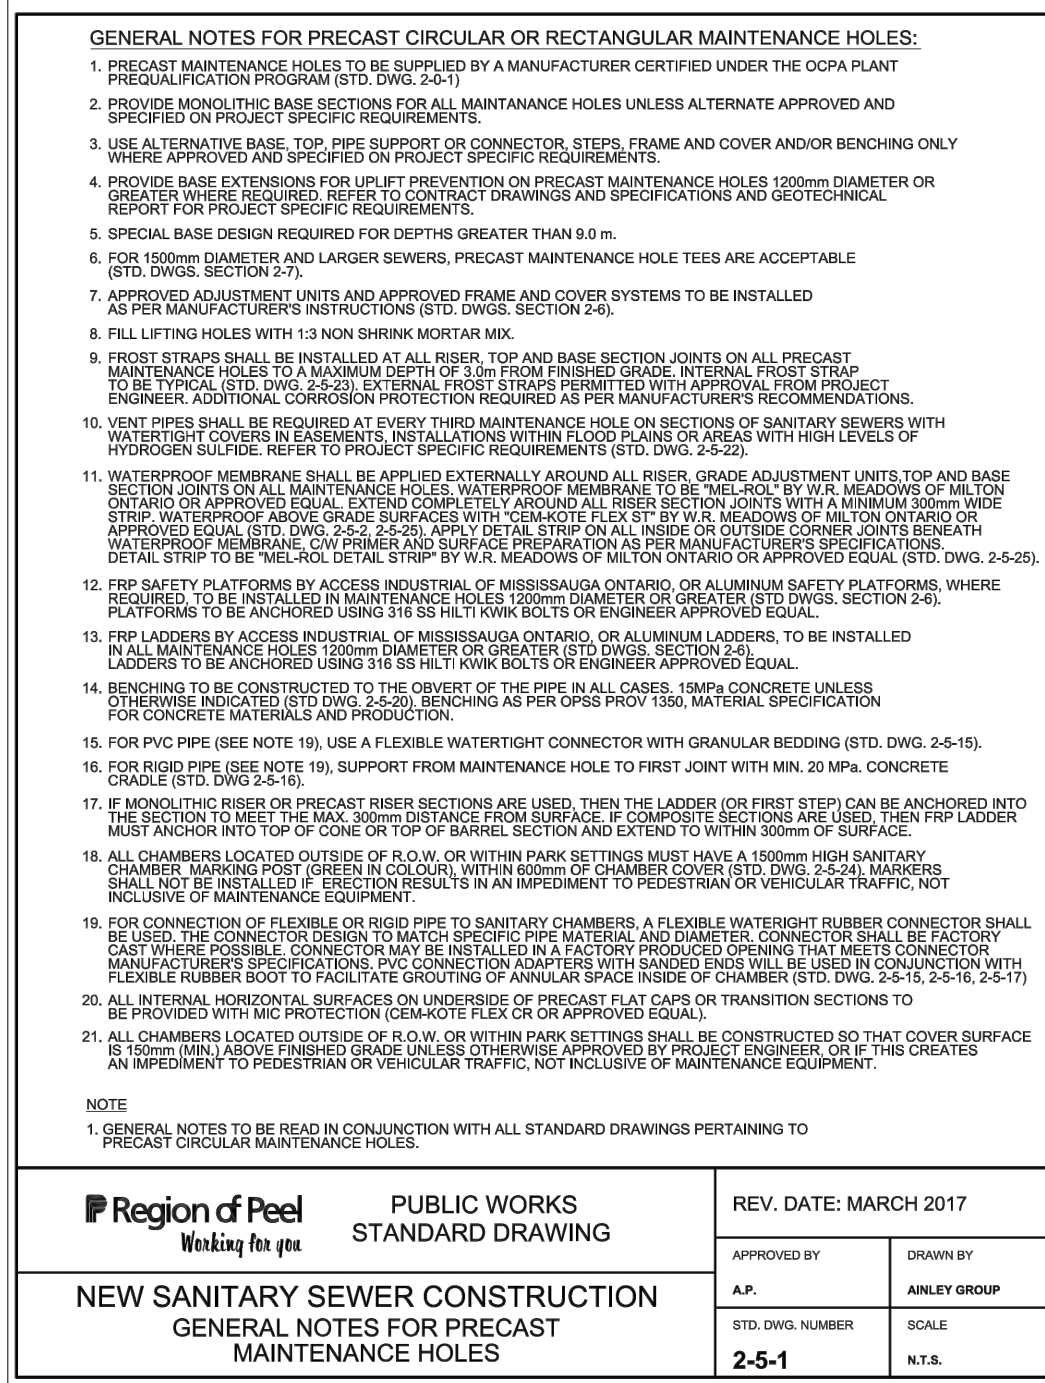 GENERAL NOTES FOR PRECAST CIRCULAR OR RECTANGULAR MAINTENANCE HOLES:
1. PRECAST MAINTENANCE HOLES TO BE SUPPLIED BY A MANUFACTURER CERTIFIED UNDER THE OCPA PLANT
PREQUALIFICATION PROGRAM (STD. DWG. 2-0-1)
2. PROVIDE MONOLITHIC BASE SECTIONS FOR ALL MAINTANANCE HOLES UNLESS ALTERNATE APPROVED AND
SPECIFIED ON PROJECT SPECIFIC REQUIREMENTS.
3. USE ALTERNATIVE BASE, TOP, PIPE SUPPORT OR CONNECTOR, STEPS, FRAME AND COVER AND/OR BENCHING ONLY
WHERE APPROVED AND SPECIFIED ON PROJECT SPECIFIC REQUIREMENTS.
4. PROVIDE BASE EXTENSIONS FOR UPLIFT PREVENTION ON PRECAST MAINTENANCE HOLES 1200mm DIAMETER OR
GREATER WHERE REQUIRED. REFER TO CONTRACT DRAWINGS AND SPECIFICATIONS AND GEOTECHNICAL
REPORT FOR PROJECT SPECIFIC REQUIREMENTS.
5. SPECIAL BASE DESIGN REQUIRED FOR DEPTHS GREATER THAN 9.0 m.
6. FOR 1500mm DIAMETER AND LARGER SEWERS, PRECAST MAINTENANCE HOLE TEES ARE ACCEPTABLE
(STD. DWGS. SECTION 2-7).
7. APPROVED ADJUSTMENT UNITS AND APPROVED FRAME AND COVER SYSTEMS TO BE INSTALLED
AS PER MANUFACTURER'S INSTRUCTIONS (STD. DWGS. SECTION 2-6).
8. FILL LIFTING HOLES WITH 1:3 NON SHRINK MORTAR MIX.
9. FROST STRAPS SHALL BE INSTALLED AT ALL RISER, TOP AND BASE SECTION JOINTS ON ALL PRECAST
MAINTENANCE HOLES TO A MAXIMUM DEPTH OF 3.0m FROM FINISHED GRADE. INTERNAL FROST STRAP
TO BE TYPICAL (STD. DWG. 2-5-23). EXTERNAL FROST STRAPS PERMITTED WITH APPROVAL FROM PROJECT
ENGINEER. ADDITIONAL CORROSION PROTECTION REQUIRED AS PER MANUFACTURER'S RECOMMENDATIONS.
10. VENT PIPES SHALL BE REQUIRED AT EVERY THIRD MAINTENANCE HOLE ON SECTIONS OF SANITARY SEWERS WITH
WATERTIGHT COVERS IN EASEMENTS, INSTALLATIONS WITHIN FLOOD PLAINS OR AREAS WITH HIGH LEVELS OF
HYDROGEN SULFIDE. REFER TO PROJECT SPECIFIC REQUIREMENTS (STD. DWG. 2-5-22).
11. WATERPROOF MEMBRANE SHALL BE APPLIED EXTERNALLY AROUND ALL RISER, GRADE ADJUSTMENT UNITS,TOP AND BASE
SECTION JOINTS ON ALL MAINTENANCE HOLES. WATERPROOF MEMBRANE TO BE "MEL-ROL" BY W.R. MEADOWS OF MILTON
ONTARIO OR APPROVED EQUAL. EXTEND COMPLETELY AROUND ALL RISER SECTION JOINTS WITH A MINIMUM 300mm WIDE
STRIP. WATERPROOF ABOVE GRADE SURFACES WITH "CEM-KOTE FLEX ST" BY W.R. MEADOWS OF MILTON ONTARIO OR
APPROVED EQUAL (STD. DWG. 2-5-2, 2-5-25). APPLY DETAIL STRIP ON ALL INSIDE OR OUTSIDE CORNER JOINTS BENEATH
WATERPROOF MEMBRANE, C/W PRIMER AND SURFACE PREPARATION AS PER MANUFACTURER'S SPECIFICATIONS.
DETAIL STRIP TO BE "MEL-ROL DETAIL STRIP" BY W.R. MEADOWS OF MILTON ONTARIO OR APPROVED EQUAL (STD. DWG. 2-5-25).
12. FRP SAFETY PLATFORMS BY ACCESS INDUSTRIAL OF MISSISSAUGA ONTARIO, OR ALUMINUM SAFETY PLATFORMS, WHERE
REQUIRED, TO BE INSTALLED IN MAINTENANCE HOLES 1200mm DIAMETER OR GREATER (STD DWGS. SECTION 2-6).
PLATFORMS TO BE ANCHORED USING 316 SS HILTI KWIK BOLTS OR ENGINEER APPROVED EQUAL.
13. FRP LADDERS BY ACCESS INDUSTRIAL OF MISSISSAUGA ONTARIO, OR ALUMINUM LADDERS, TO BE INSTALLED
IN ALL MAINTENANCE HOLES 1200mm DIAMETER OR GREATER (STD DWGS. SECTION 2-6).
LADDERS TO BE ANCHORED USING 316 SS HILTI KWIK BOLTS OR ENGINEER APPROVED EQUAL.
14. BENCHING TO BE CONSTRUCTED TO THE OBVERT OF THE PIPE IN ALL CASES. 15MPa CONCRETE UNLESS
OTHERWISE INDICATED (STD DWG. 2-5-20). BENCHING AS PER OPSS PROV 1350, MATERIAL SPECIFICATION
FOR CONCRETE MATERIALS AND PRODUCTION.
15. FOR PVC PIPE (SEE NOTE 19), USE A FLEXIBLE WATERTIGHT CONNECTOR WITH GRANULAR BEDDING (STD. DWG. 2-5-15).
16. FOR RIGID PIPE (SEE NOTE 19), SUPPORT FROM MAINTENANCE HOLE TO FIRST JOINT WITH MIN. 20 MPa. CONCRETE
CRADLE (STD. DWG 2-5-16).
17. IF MONOLITHIC RISER OR PRECAST RISER SECTIONS ARE USED, THEN THE LADDER (OR FIRST STEP) CAN BE ANCHORED INTO
THE SECTION TO MEET THE MAX. 300mm DISTANCE FROM SURFACE. IF COMPOSITE SECTIONS ARE USED, THEN FRP LADDER
MUST ANCHOR INTO TOP OF CONE OR TOP OF BARREL SECTION AND EXTEND TO WITHIN 300mm OF SURFACE.
18. ALL CHAMBERS LOCATED OUTSIDE OF R.O.W. OR WITHIN PARK SETTINGS MUST HAVE A 1500mm HIGH SANITARY
CHAMBER MARKING POST (GREEN IN COLOUR), WITHIN 600mm OF CHAMBER COVER (STD. DWG. 2-5-24). MARKERS
SHALL NOT BE INSTALLED IF ERECTION RESULTS IN AN IMPEDIMENT TO PEDESTRIAN OR VEHICULAR TRAFFIC, NOT
INCLUSIVE OF MAINTENANCE EQUIPMENT.
19. FOR CONNECTION OF FLEXIBLE OR RIGID PIPE TO SANITARY CHAMBERS, A FLEXIBLE WATERIGHT RUBBER CONNECTOR SHALL
BE USED. THE CONNECTOR DESIGN TO MATCH SPECIFIC PIPE MATERIAL AND DIAMETER. CONNECTOR SHALL BE FACTORY
CAST WHERE POSSIBLE. CONNECTOR MAY BE INSTALLED IN A FACTORY PRODUCED OPENING THAT MEETS CONNECTOR
MANUFACTURER'S SPECIFICATIONS. PVC CONNECTION ADAPTERS WITH SANDED ENDS WILL BE USED IN CONJUNCTION WITH
FLEXIBLE RUBBER BOOT TO FACILITATE GROUTING OF ANNULAR SPACE INSIDE OF CHAMBER (STD. DWG. 2-5-15, 2-5-16, 2-5-17)
20. ALL INTERNAL HORIZONTAL SURFACES ON UNDERSIDE OF PRECAST FLAT CAPS OR TRANSITION SECTIONS TO
BE PROVIDED WITH MIC PROTECTION (CEM-KOTE FLEX CR OR APPROVED EQUAL).
21. ALL CHAMBERS LOCATED OUTSIDE OF R.O.W. OR WITHIN PARK SETTINGS SHALL BE CONSTRUCTED SO THAT COVER SURFACE
IS 150mm (MIN.) ABOVE FINISHED GRADE UNLESS OTHERWISE APPROVED BY PROJECT ENGINEER, OR IF THIS CREATES
AN IMPEDIMENT TO PEDESTRIAN OR VEHICULAR TRAFFIC, NOT INCLUSIVE OF MAINTENANCE EQUIPMENT.
NOTE
1. GENERAL NOTES TO BE READ IN CONJUNCTION WITH ALL STANDARD DRAWINGS PERTAINING TO
PRECAST CIRCULAR MAINTENANCE HOLES.
Region of Peel
Working for you
PUBLIC WORKS
STANDARD DRAWING
REV. DATE: MARCH 2017
APPROVED BY
A.P.
DRAWN BY
AINLEY GROUP
NEW SANITARY SEWER CONSTRUCTION
GENERAL NOTES FOR PRECAST
MAINTENANCE HOLES
STD. DWG. NUMBER
2-5-1
SCALE
N.T.S.